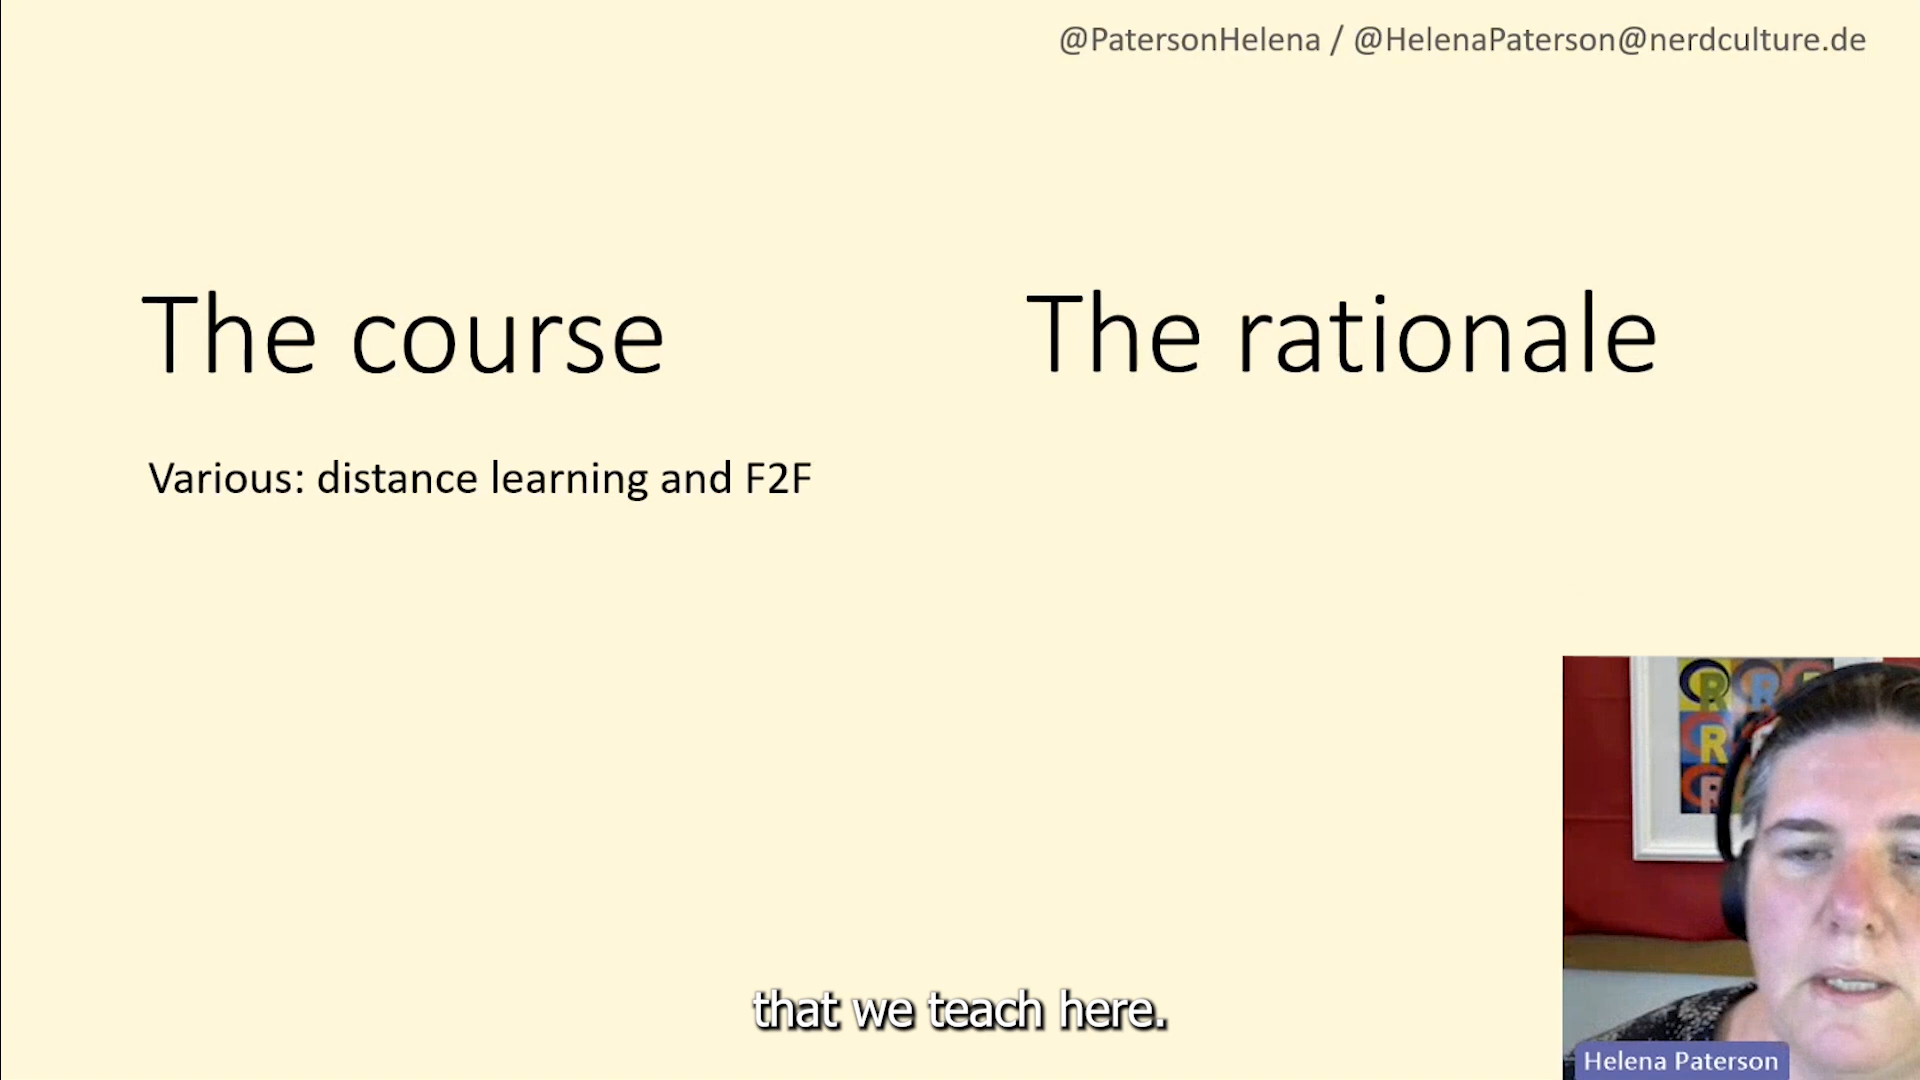 @PatersonHelena / @HelenaPaterson@nerdculture.de
The course
The rationale
Various: distance learning and F2F
R R R
R
R
that we teach here.
Helena Paterson